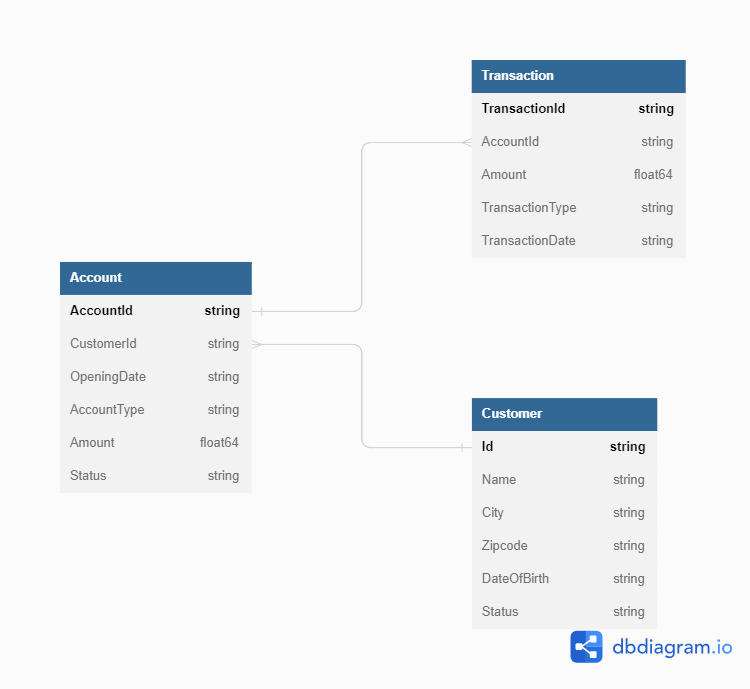 Transaction
TransactionId string
AccountId string
Amount float64
TransactionType string
TransactionDate string
Account
AccountId string
CustomerId string
OpeningDate string
AccountType string
Amount float64
Status string
Customer
Id string
Name string
City string
Zipcode string
DateOfBirth string
Status string
dbdiagram.io